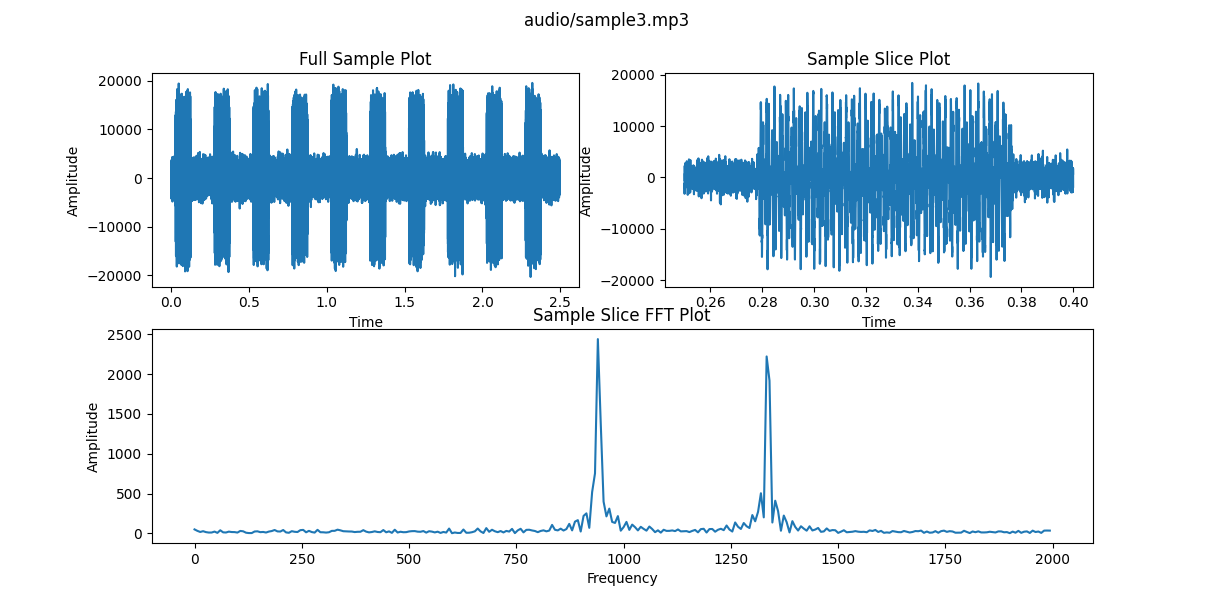 audio/sample3.mp3
Full Sample Plot
20000
10000
0
−10000
−20000
Amplitude
0.0 0.5 1.0 1.5 2.0 2.5
Time
Sample Slice Plot
20000
10000
0
−10000
−20000
Amplitude
0.26 0.28 0.30 0.32 0.34 0.36 0.38 0.40
Time
Sample Slice FFT Plot
2500
2000
1500
1000
500
0
Amplitude
0 250 500 750 1000 1250 1500 1750 2000
Frequency